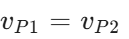 v_{P1} = v_{P2}